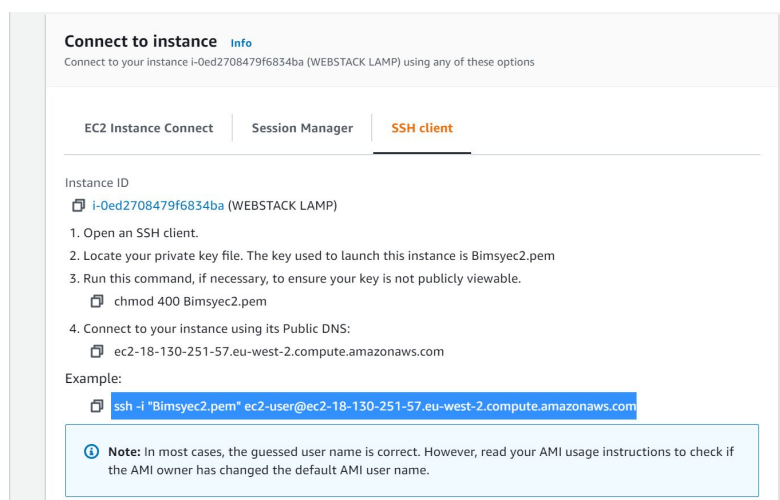 Connect to instance Info
Connect to your instance i-0ed2708479f6834ba (WEBSTACK LAMP) using any of these options
EC2 Instance Connect Session Manager SSH client
Instance ID
i-0ed2708479f6834ba (WEBSTACK LAMP)
1. Open an SSH client.
2. Locate your private key file. The key used to launch this instance is Bimsyec2.pem
3. Run this command, if necessary, to ensure your key is not publicly viewable.
chmod 400 Bimsyec2.pem
4. Connect to your instance using its Public DNS:
ec2-18-130-251-57.eu-west-2.compute.amazonaws.com
Example:
ssh -i "Bimsyec2.pem" ec2-user@ec2-18-130-251-57.eu-west-2.compute.amazonaws.com
Note: In most cases, the guessed user name is correct. However, read your AMI usage instructions to check if
the AMI owner has changed the default AMI user name.